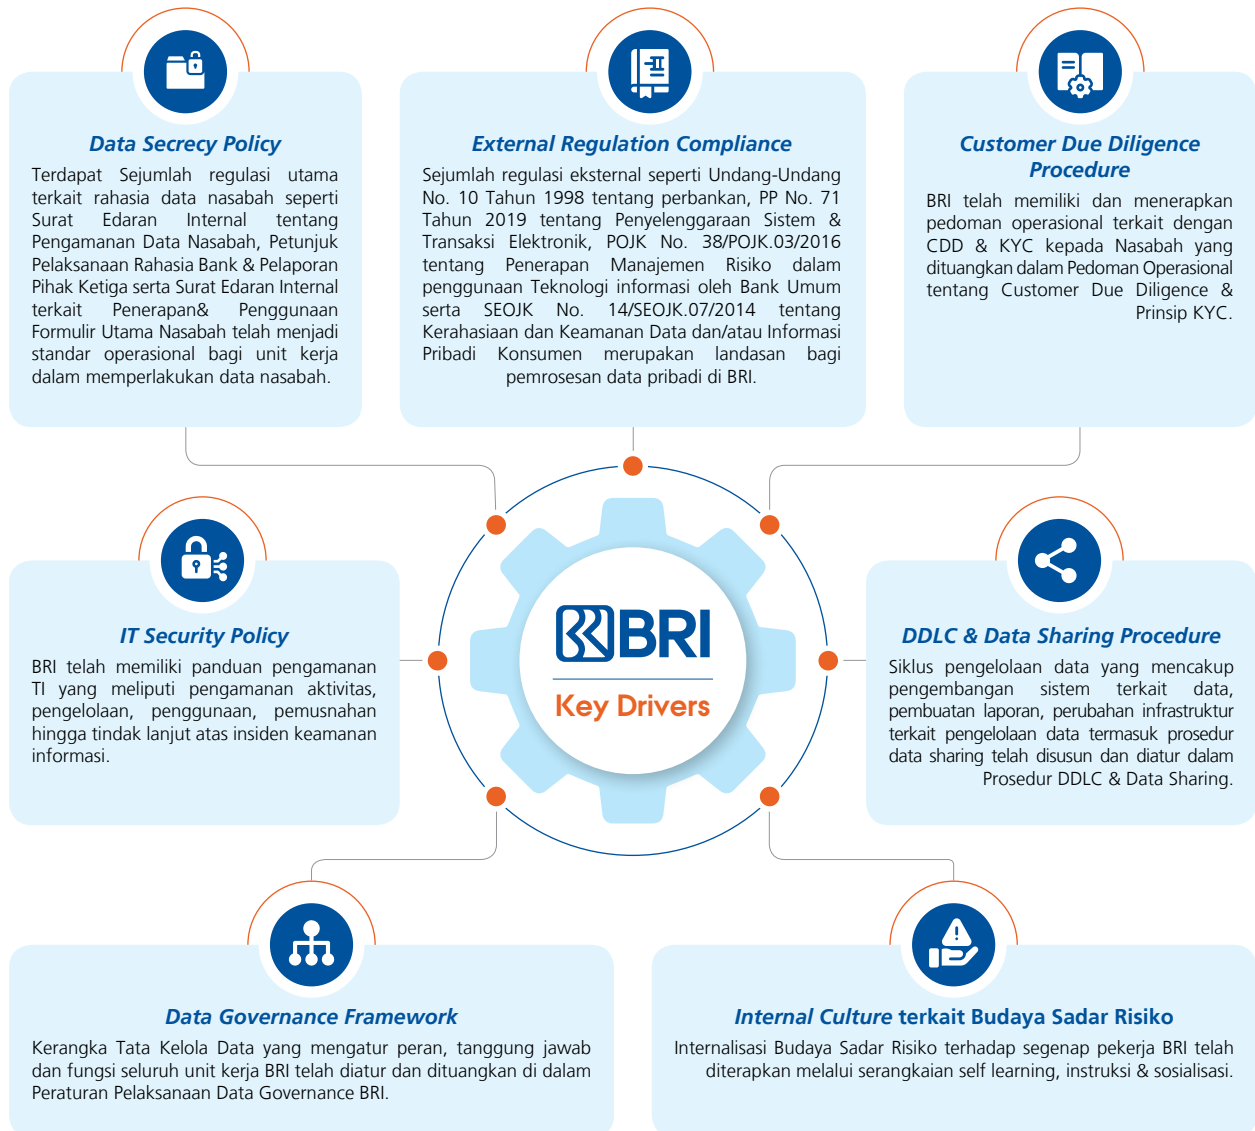 Data Secrecy Policy
Terdapat Sejumlah regulasi utama
terkait rahasia data nasabah seperti
Surat Edaran Internal tentang
Pengamanan Data Nasabah, Petunjuk
Pelaksanaan Rahasia Bank & Pelaporan
Pihak Ketiga serta Surat Edaran Internal
terkait Penerapan& Penggunaan
Formulir Utama Nasabah telah menjadi
standar operasional bagi unit kerja
dalam memperlakukan data nasabah.
External Regulation Compliance
Sejumlah regulasi eksternal seperti Undang-Undang
No. 10 Tahun 1998 tentang perbankan, PP No. 71
Tahun 2019 tentang Penyelenggaraan Sistem &
Transaksi Elektronik, POJK No. 38/POJK.03/2016
tentang Penerapan Manajemen Risiko dalam
penggunaan Teknologi informasi oleh Bank Umum
serta SEOJK No. 14/SEOJK.07/2014 tentang
Kerahasiaan dan Keamanan Data dan/atau Informasi
Pribadi Konsumen merupakan landasan bagi
pemrosesan data pribadi di BRI.
Customer Due Diligence
Procedure
BRI telah memiliki dan menerapkan
pedoman operasional terkait dengan
CDD & KYC kepada Nasabah yang
dituangkan dalam Pedoman Operasional
tentang Customer Due Diligence &
Prinsip KYC.
IT Security Policy
BRI telah memiliki panduan pengamanan
TI yang meliputi pengamanan aktivitas,
pengelolaan, penggunaan, pemusnahan
hingga tindak lanjut atas insiden keamanan
informasi.
BRI
Key Drivers
DDLC & Data Sharing Procedure
Siklus pengelolaan data yang mencakup
pengembangan sistem terkait data,
pembuatan laporan, perubahan infrastruktur
terkait pengelolaan data termasuk prosedur
data sharing telah disusun dan diatur dalam
Prosedur DDLC & Data Sharing.
Data Governance Framework
Kerangka Tata Kelola Data yang mengatur peran, tanggung jawab
dan fungsi seluruh unit kerja BRI telah diatur dan dituangkan di dalam
Peraturan Pelaksanaan Data Governance BRI.
Internal Culture terkait Budaya Sadar Risiko
Internalisasi Budaya Sadar Risiko terhadap segenap pekerja BRI telah
diterapkan melalui serangkaian self learning, instruksi & sosialisasi.